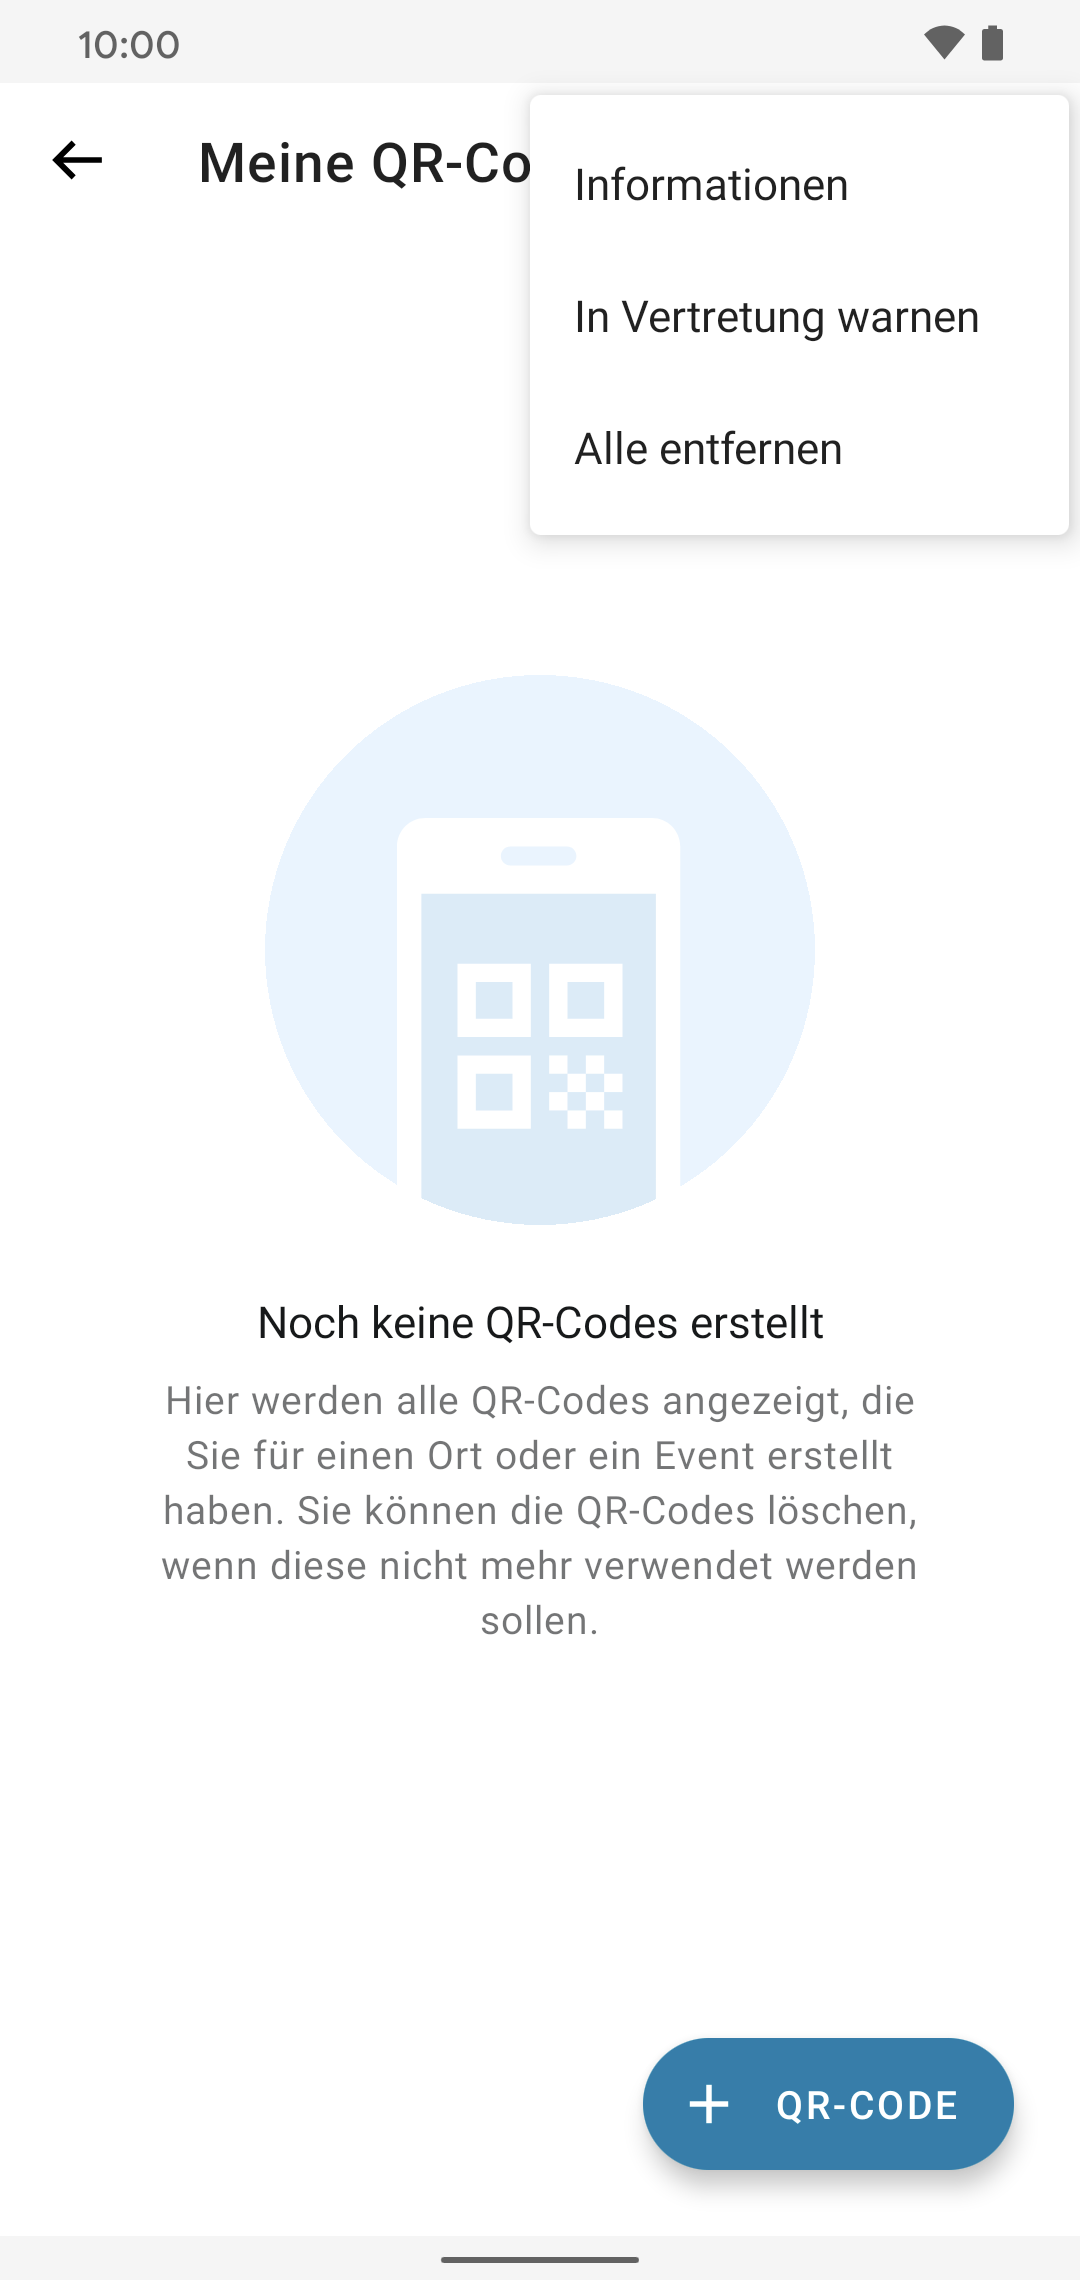 10:00
Meine QR-Co
Informationen
In Vertretung warnen
Alle entfernen
Noch keine QR-Codes erstellt
Hier werden alle QR-Codes angezeigt, die
Sie für einen Ort oder ein Event erstellt
haben. Sie können die QR-Codes löschen,
wenn diese nicht mehr verwendet werden
sollen.
QR-CODE